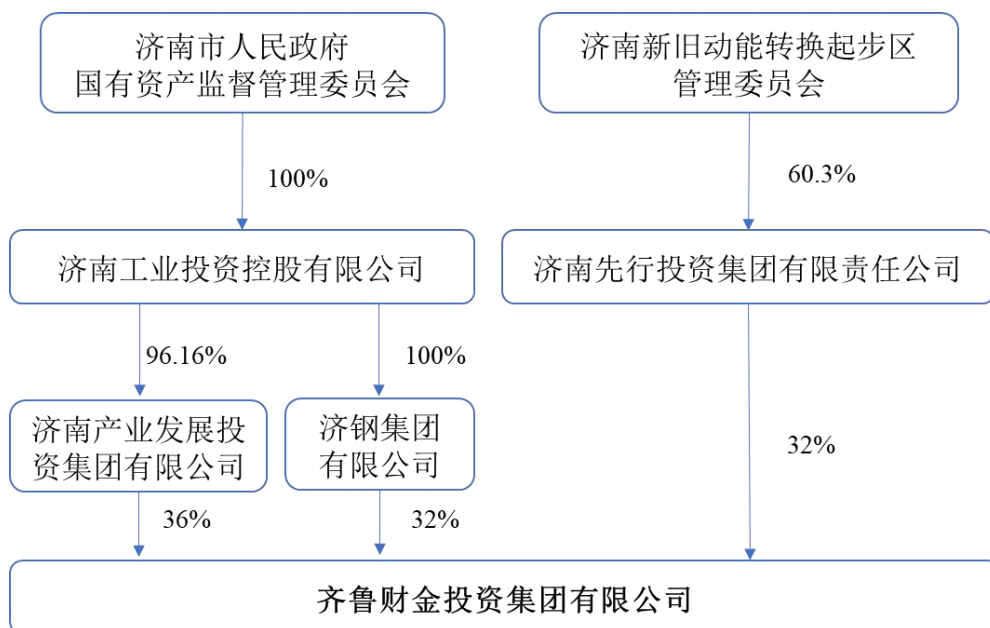 济南市人民政府
国有资产监督管理委员会
济南新旧动能转换起步区
管理委员会
100%
60.3%
济南工业投资控股有限公司
济南先行投资集团有限责任公司
96.16%
100%
济南产业发展投
资集团有限公司
济钢集团
有限公司
32%
36%
32%
齐鲁财金投资集团有限公司